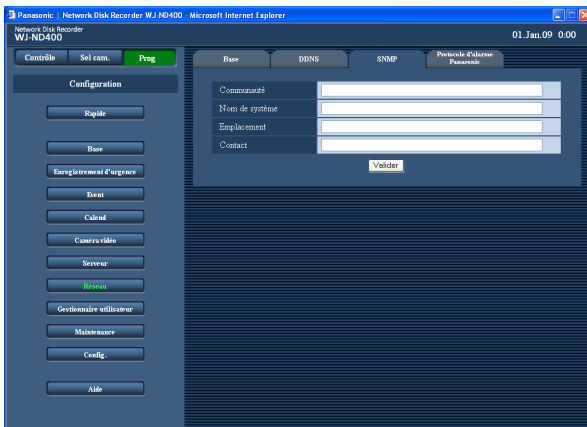 Panasonic | Network Disk Recorder WJ-ND400 - Microsoft Internet Explorer
Network Disk Recorder
WJ-ND400
01.Jan.09 0:00
Contrôle Sel cam. Prog
Configuration
Rapide
Base
Enregistrement d'urgence
Event
Calend
Caméra vidéo
Serveur
Réseau
Gestionnaire utilisateur
Maintenance
Config.
Aide
Base DDNS SNMP Protocole d'alarme
Panasonic
Communauté
Nom de système
Emplacement
Contact
Valider